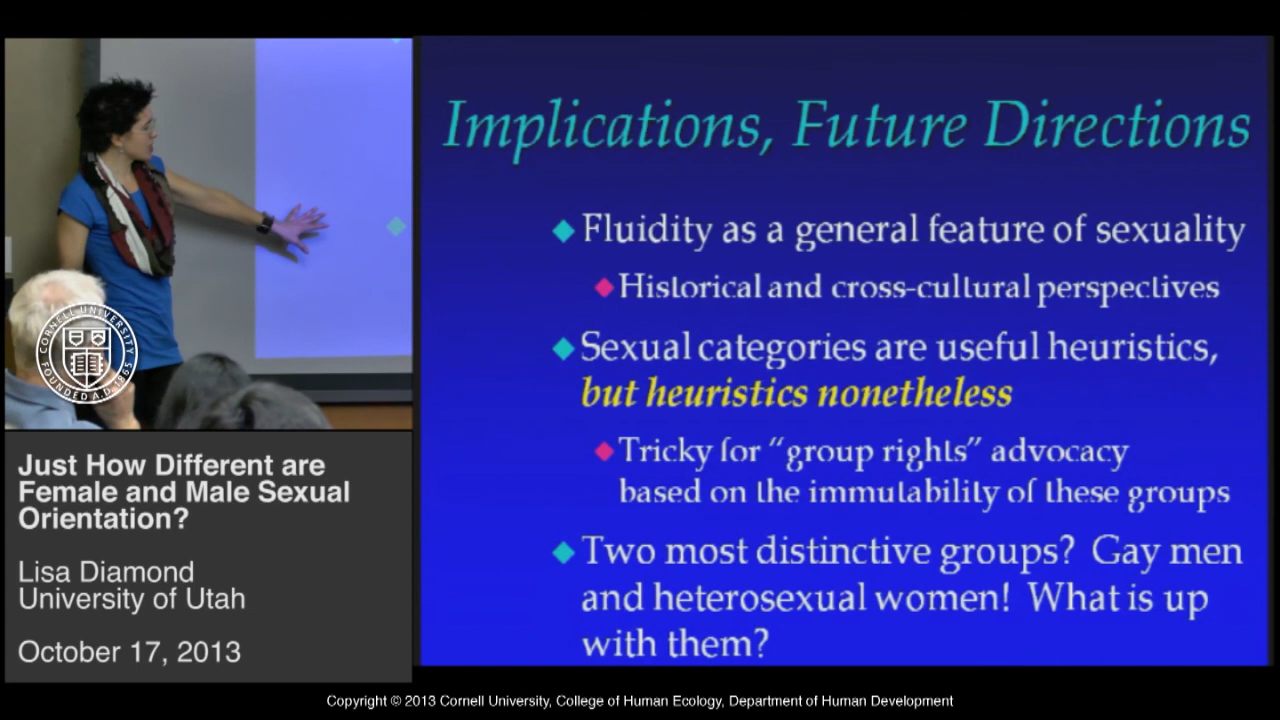 Implications, Future Directions
Fluidity as a general feature of sexuality
Historical and cross-cultural perspectives
Sexual categories are useful heuristics,
but heuristics nonetheless
Tricky for “group rights” advocacy
based on the immutability of these groups
Two most distinctive groups? Gay men
and heterosexual women! What is up
with them?
CORNELL UNIVERSITY
FOUNDED A.D. 1865
Just How Different are
Female and Male Sexual
Orientation?
Lisa Diamond
University of Utah
October 17, 2013
Copyright © 2013 Cornell University, College of Human Ecology, Department of Human Development